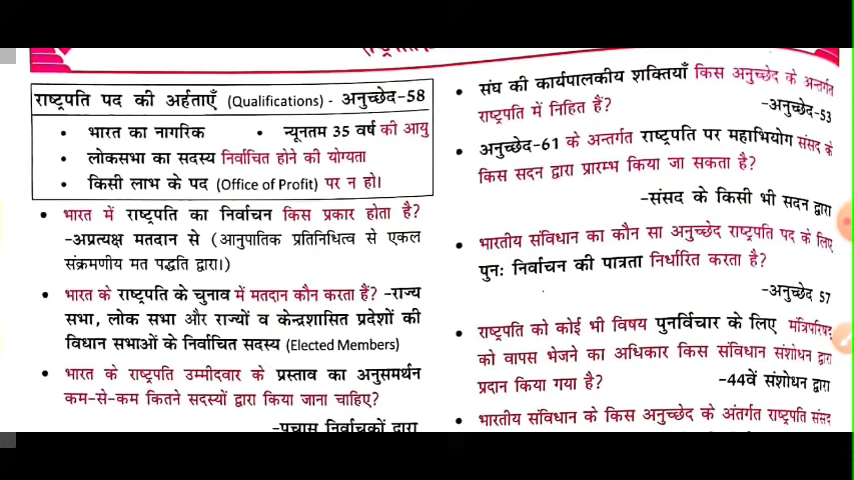 राष्ट्रपति पद की अर्हताएँ (Qualifications) - अनुच्छेद-58
• भारत का नागरिक • न्यूनतम 35 वर्ष की आयु
• लोकसभा का सदस्य निर्वाचित होने की योग्यता
• किसी लाभ के पद (Office of Profit) पर न हो।
• भारत में राष्ट्रपति का निर्वाचन किस प्रकार होता है?
-अप्रत्यक्ष मतदान से (आनुपातिक प्रतिनिधित्व से एकल
संक्रमणीय मत पद्धति द्वारा।)
• भारत के राष्ट्रपति के चुनाव में मतदान कौन करता हैं? -राज्य
सभा, लोक सभा और राज्यों व केन्द्रशासित प्रदेशों की
विधान सभाओं के निर्वाचित सदस्य (Elected Members)
• भारत के राष्ट्रपति उम्मीदवार के प्रस्ताव का अनुसमर्थन
कम-से-कम कितने सदस्यों द्वारा किया जाना चाहिए?
-पचास निर्वाचकों द्वारा
• संघ की कार्यपालकीय शक्तियाँ किस अनुच्छेद के अन्तर्गत
राष्ट्रपति में निहित हैं?
-अनुच्छेद-53
• अनुच्छेद-61 के अन्तर्गत राष्ट्रपति पर महाभियोग संसद के
किस सदन द्वारा प्रारम्भ किया जा सकता है?
-संसद के किसी भी सदन द्वारा
• भारतीय संविधान का कौन सा अनुच्छेद राष्ट्रपति पद के लिए
पुनः निर्वाचन की पात्रता निर्धारित करता है?
-अनुच्छेद 57
• राष्ट्रपति को कोई भी विषय पुनर्विचार के लिए मंत्रिपरिषद
को वापस भेजने का अधिकार किस संविधान संशोधन द्वारा
प्रदान किया गया है? -44वें संशोधन द्वारा
• भारतीय संविधान के किस अनुच्छेद के अंतर्गत राष्ट्रपति संसद